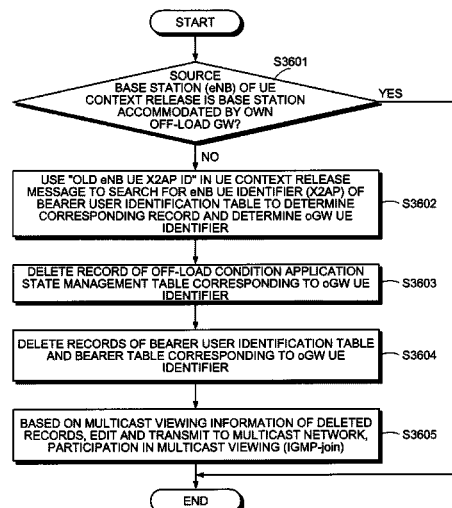 START
S3601
SOURCE
BASE STATION (eNB) OF UE
CONTEXT RELEASE IS BASE STATION
ACCOMMODATED BY OWN
OFF-LOAD GW?
YES
NO
USE "OLD eNB UE X2AP ID" IN UE CONTEXT RELEASE
MESSAGE TO SEARCH FOR eNB UE IDENTIFIER (X2AP) OF
BEARER USER IDENTIFICATION TABLE TO DETERMINE
CORRESPONDING RECORD AND DETERMINE oGW UE
IDENTIFIER
S3602
DELETE RECORD OF OFF-LOAD CONDITION APPLICATION
STATE MANAGEMENT TABLE CORRESPONDING TO oGW UE
IDENTIFIER
S3603
DELETE RECORDS OF BEARER USER IDENTIFICATION TABLE
AND BEARER TABLE CORRESPONDING TO oGW UE
IDENTIFIER
S3604
BASED ON MULTICAST VIEWING INFORMATION OF DELETED
RECORDS, EDIT AND TRANSMIT TO MULTICAST NETWORK,
PARTICIPATION IN MULTICAST VIEWING (IGMP-join)
S3605
END